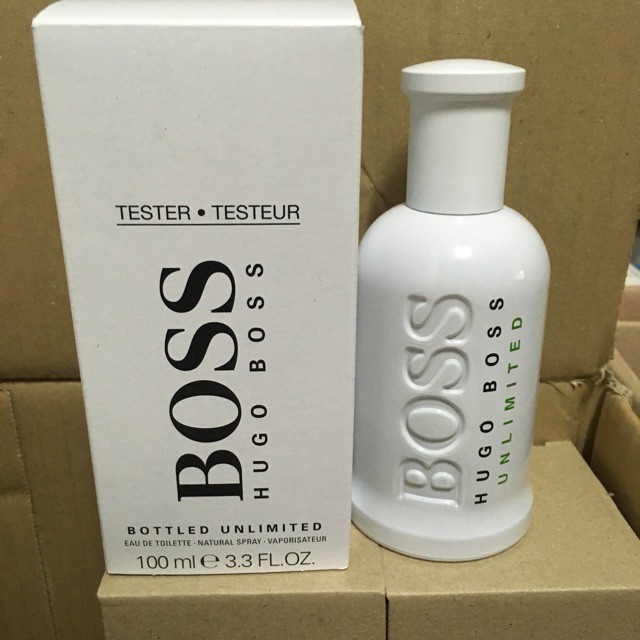 TESTER • TESTEUR
BOSS
HUGO BOSS
BOTTLED UNLIMITED
EAU DE TOILETTE · NATURAL SPRAY · VAPORISATEUR
100 ml ℮ 3.3 FL.OZ.
BOSS
HUGO BOSS
UNLIMITED